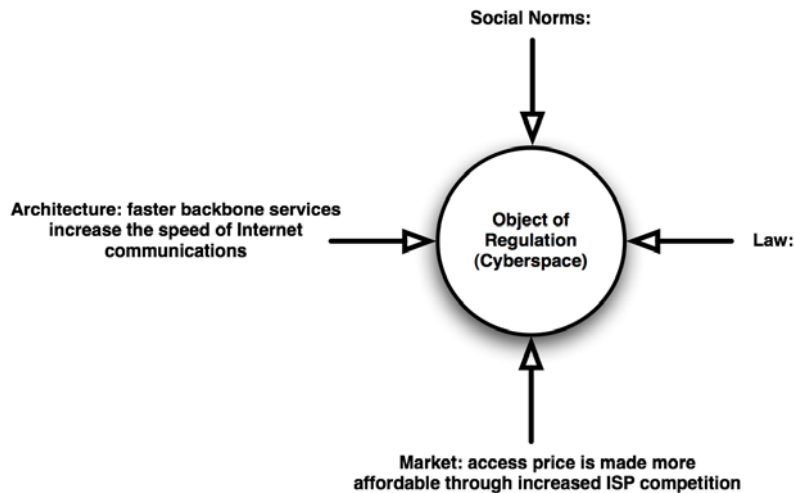 Social Norms:
Architecture: faster backbone services
increase the speed of Internet
communications
Object of
Regulation
(Cyberspace)
Law:
Market: access price is made more
affordable through increased ISP competition